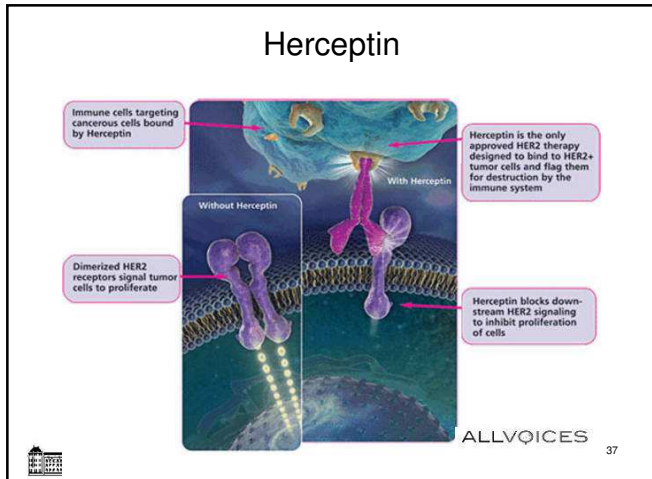 Herceptin
Immune cells targeting
cancerous cells bound
by Herceptin
Herceptin is the only
approved HER2 therapy
designed to bind to HER2+
tumor cells and flag them
for destruction by the
immune system
With Herceptin
Without Herceptin
Dimerized HER2
receptors signal tumor
cells to proliferate
Herceptin blocks down-
stream HER2 signaling
to inhibit proliferation
of cells
ALLVOICES
37